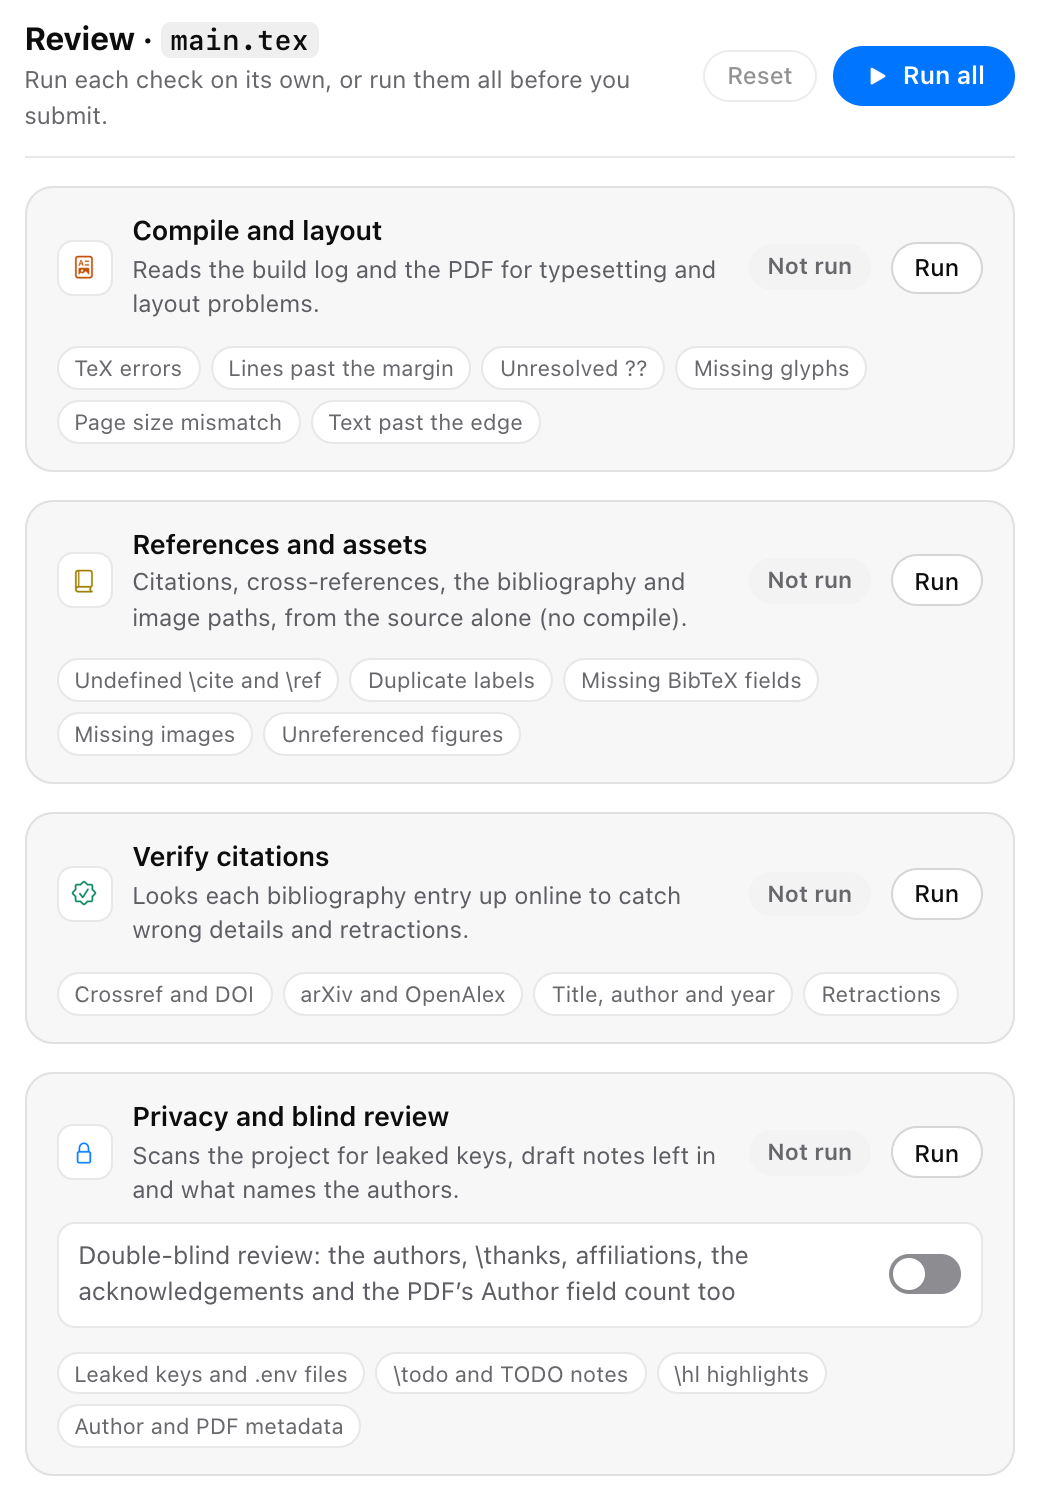 Review · main.tex
Run each check on its own, or run them all before you
submit.
Reset
Run all
Compile and layout
Reads the build log and the PDF for typesetting and
layout problems.
Not run
Run
TeX errors
Lines past the margin
Unresolved ??
Missing glyphs
Page size mismatch
Text past the edge
References and assets
Citations, cross-references, the bibliography and
image paths, from the source alone (no compile).
Not run
Run
Undefined \cite and \ref
Duplicate labels
Missing BibTeX fields
Missing images
Unreferenced figures
Verify citations
Looks each bibliography entry up online to catch
wrong details and retractions.
Not run
Run
Crossref and DOI
arXiv and OpenAlex
Title, author and year
Retractions
Privacy and blind review
Scans the project for leaked keys, draft notes left in
and what names the authors.
Not run
Run
Double-blind review: the authors, \thanks, affiliations, the
acknowledgements and the PDF’s Author field count too
Leaked keys and .env files
\todo and TODO notes
\hl highlights
Author and PDF metadata